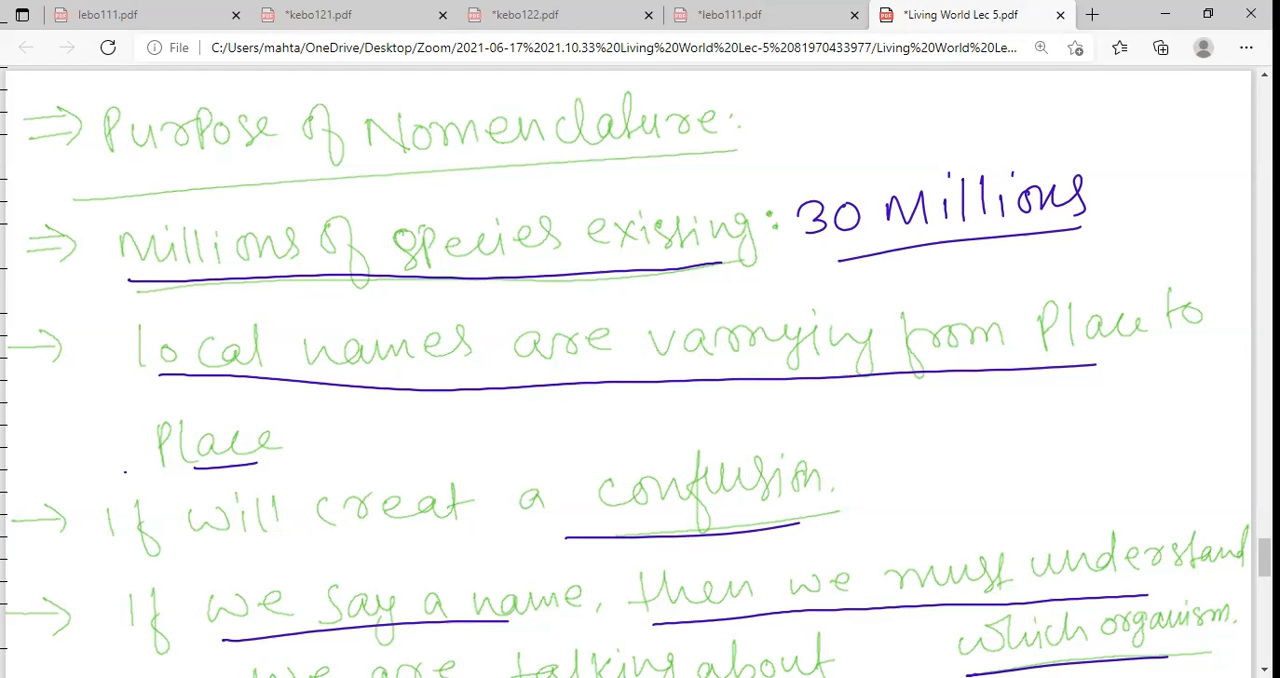 lebo111.pdf
*kebo121.pdf
*kebo122.pdf
*lebo111.pdf
*Living World Lec 5.pdf
File
C:/Users/mahta/OneDrive/Desktop/Zoom/2021-06-17%2021.10.33%20Living%20World%20Lec-5%2081970433977/Living%20World%20Le...
⇒ Purpose of Nomenclature:
⇒ Millions of species existing: 30 Millions
→ local names are varrying from Place to
Place
→ if will creat a confusion.
→ If we say a name, then we must understand
which organism.
we are talking about